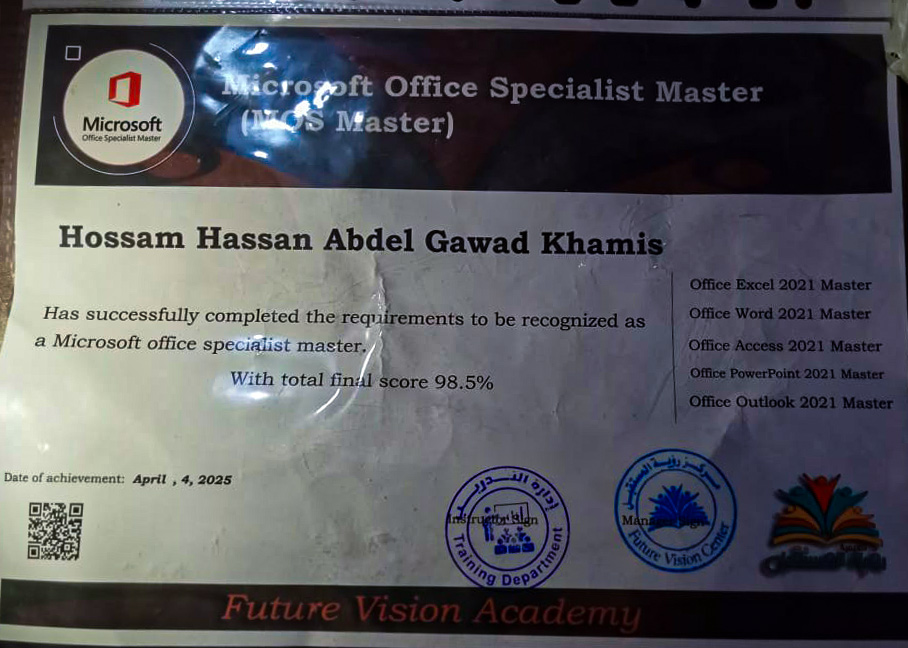 Microsoft Office Specialist Master
(MOS Master)
Microsoft
Office Specialist Master
Hossam Hassan Abdel Gawad Khamis
Has successfully completed the requirements to be recognized as
a Microsoft office specialist master.
With total final score 98.5%
Office Excel 2021 Master
Office Word 2021 Master
Office Access 2021 Master
Office PowerPoint 2021 Master
Office Outlook 2021 Master
Date of achievement: April , 4, 2025
Instructor Sign
إدارة التدريب
Training Department
Manager Sign
مركز رؤية المستقبل
Future Vision Center
Future Vision Academy